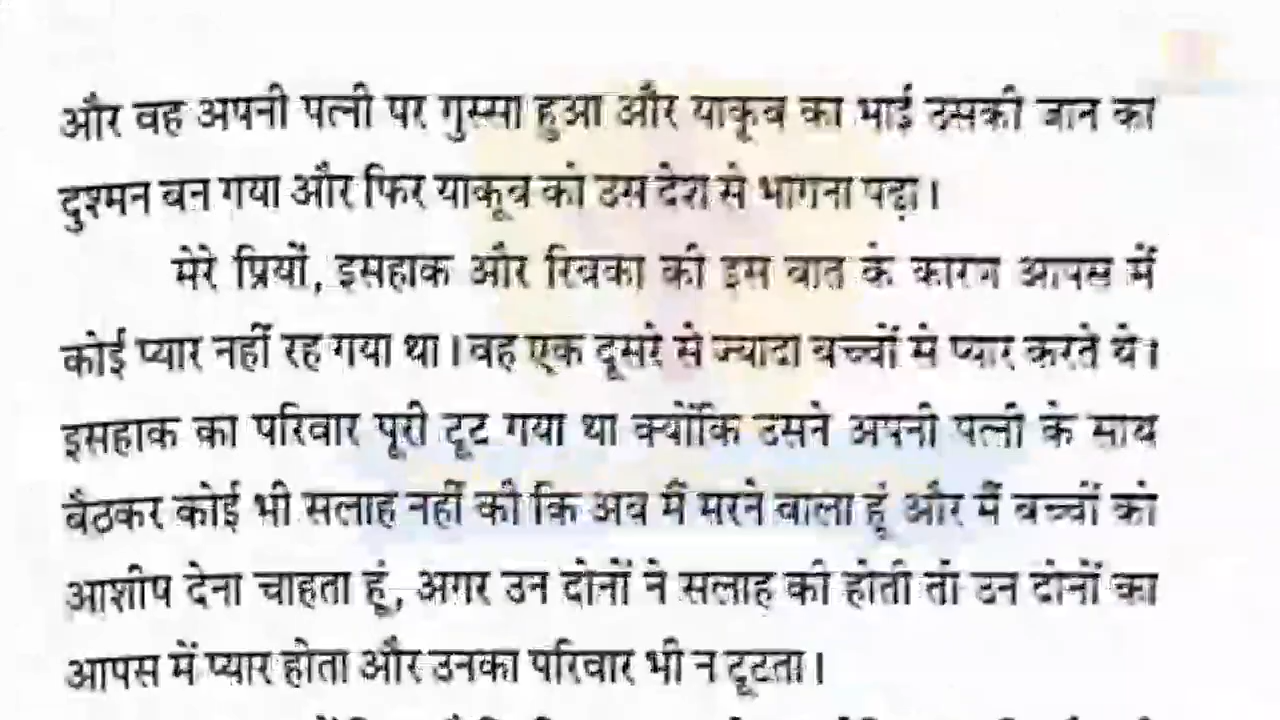 और वह अपनी पत्नी पर गुस्सा हुआ और याकूब का भाई उसकी जान का
दुश्मन बन गया और फिर याकूब को उस देश से भागना पढ़ा।
मेरे प्रियों, इसहाक और रिबका की इस बात के कारण आपस में
कोई प्यार नहीं रह गया था। वह एक दूसरे से ज्यादा बच्चों से प्यार करते थे।
इसहाक का परिवार पूरी टूट गया था क्योंकि उसने अपनी पत्नी के साथ
बैठकर कोई भी सलाह नहीं की कि अब मैं मरने वाला हूं और मैं बच्चों को
आशीष देना चाहता हूं, अगर उन दोनों ने सलाह की होती तो उन दोनों का
आपस में प्यार होता और उनका परिवार भी न टूटता।